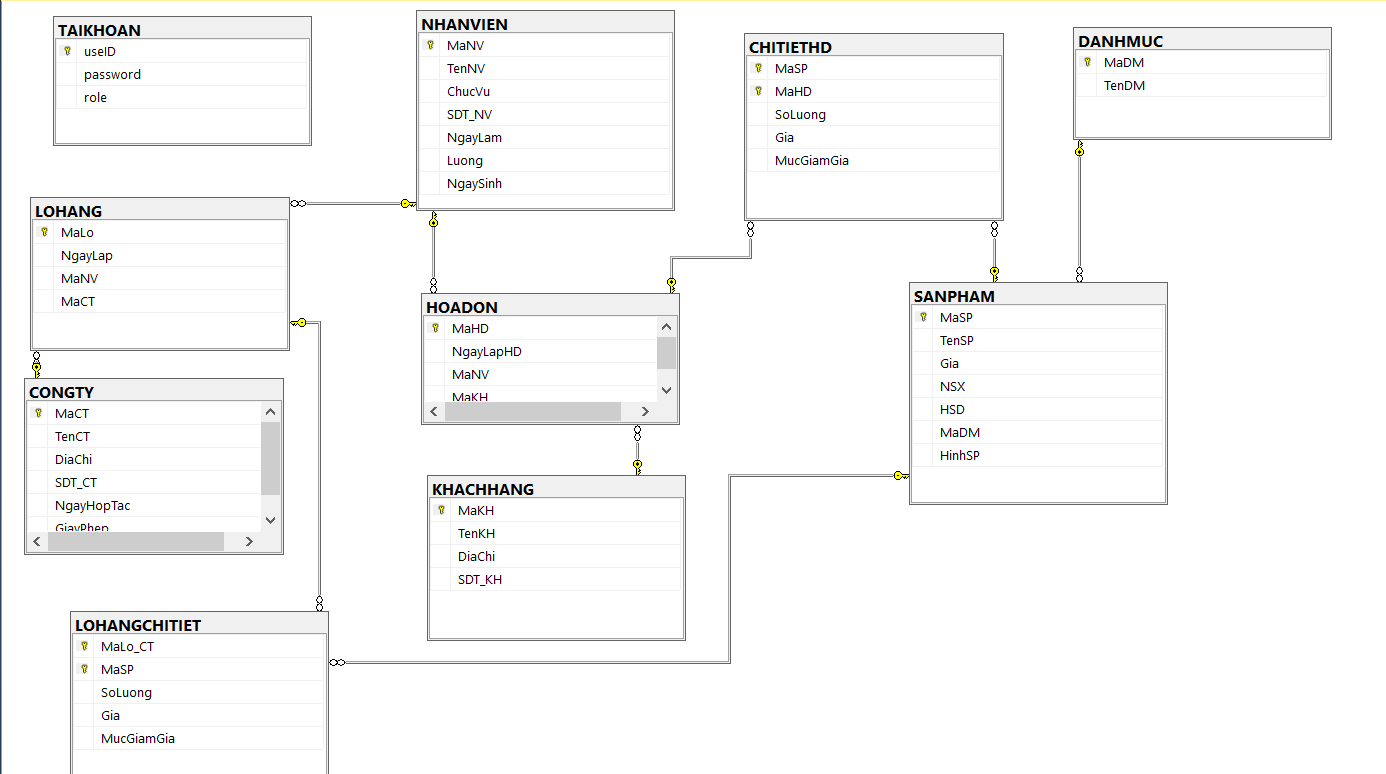 TAIKHOAN
useID
password
role
NHANVIEN
MaNV
TenNV
ChucVu
SDT_NV
NgayLam
Luong
NgaySinh
CHITIETHD
MaSP
MaHD
SoLuong
Gia
MucGiamGia
DANHMUC
MaDM
TenDM
LOHANG
MaLo
NgayLap
MaNV
MaCT
HOADON
MaHD
NgayLapHD
MaNV
MaKH
SANPHAM
MaSP
TenSP
Gia
NSX
HSD
MaDM
HinhSP
CONGTY
MaCT
TenCT
DiaChi
SDT_CT
NgayHopTac
GiayPhep
KHACHHANG
MaKH
TenKH
DiaChi
SDT_KH
LOHANGCHITIET
MaLo_CT
MaSP
SoLuong
Gia
MucGiamGia